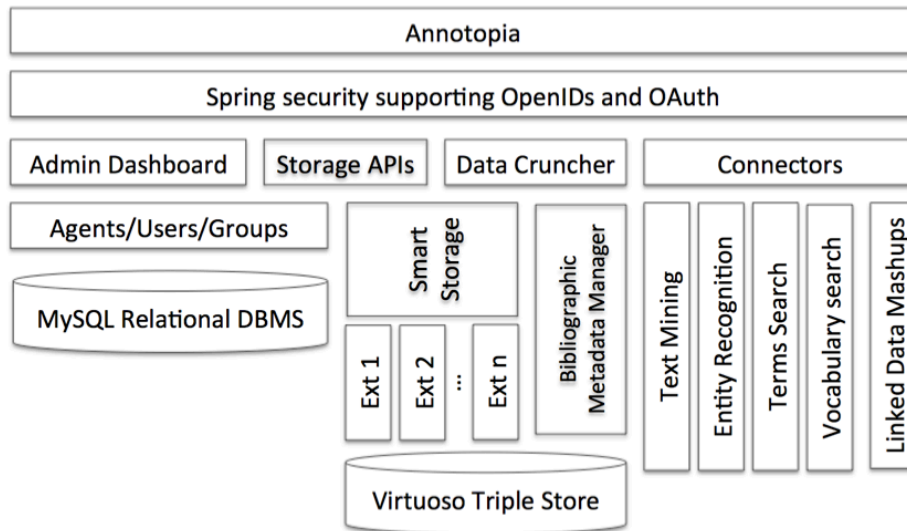 Annotopia
Spring security supporting OpenIDs and OAuth
Admin Dashboard
Storage APIs
Data Cruncher
Connectors
Agents/Users/Groups
MySQL Relational DBMS
Smart
Storage
Ext 1
Ext 2
...
Ext n
Bibliographic
Metadata Manager
Virtuoso Triple Store
Text Mining
Entity Recognition
Terms Search
Vocabulary search
Linked Data Mashups